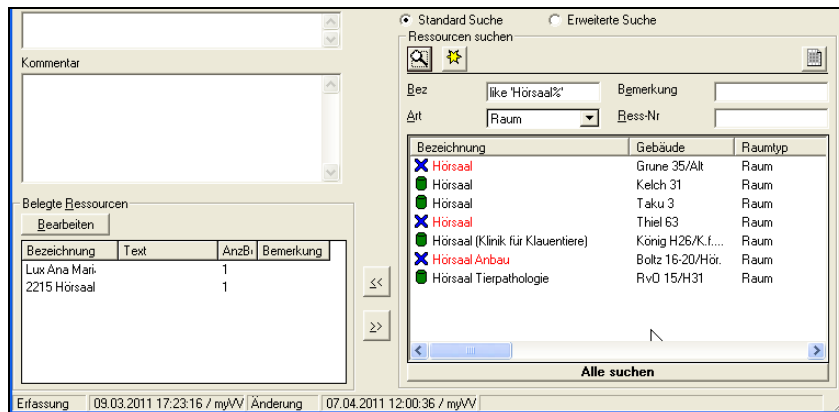 Standard Suche Erweiterte Suche
Ressourcen suchen
Kommentar
Bez like 'Hörsaal%' Bemerkung
Art Raum Ress-Nr
Bezeichnung Gebäude Raumtyp
Hörsaal Grune 35/Alt Raum
Hörsaal Kelch 31 Raum
Hörsaal Taku 3 Raum
Hörsaal Thiel 63 Raum
Hörsaal (Klinik für Klauentiere) König H26/K.f.... Raum
Hörsaal Anbau Boltz 16-20/Hör. Raum
Hörsaal Tierpathologie RvO 15/H31 Raum
Alle suchen
Belegte Ressourcen
Bearbeiten
Bezeichnung Text AnzB Bemerkung
Lux Ana Mari 1
2215 Hörsaal 1
<<
>>
Erfassung 09.03.2011 17:23:16 / myVV Änderung 07.04.2011 12:00:36 / myVV